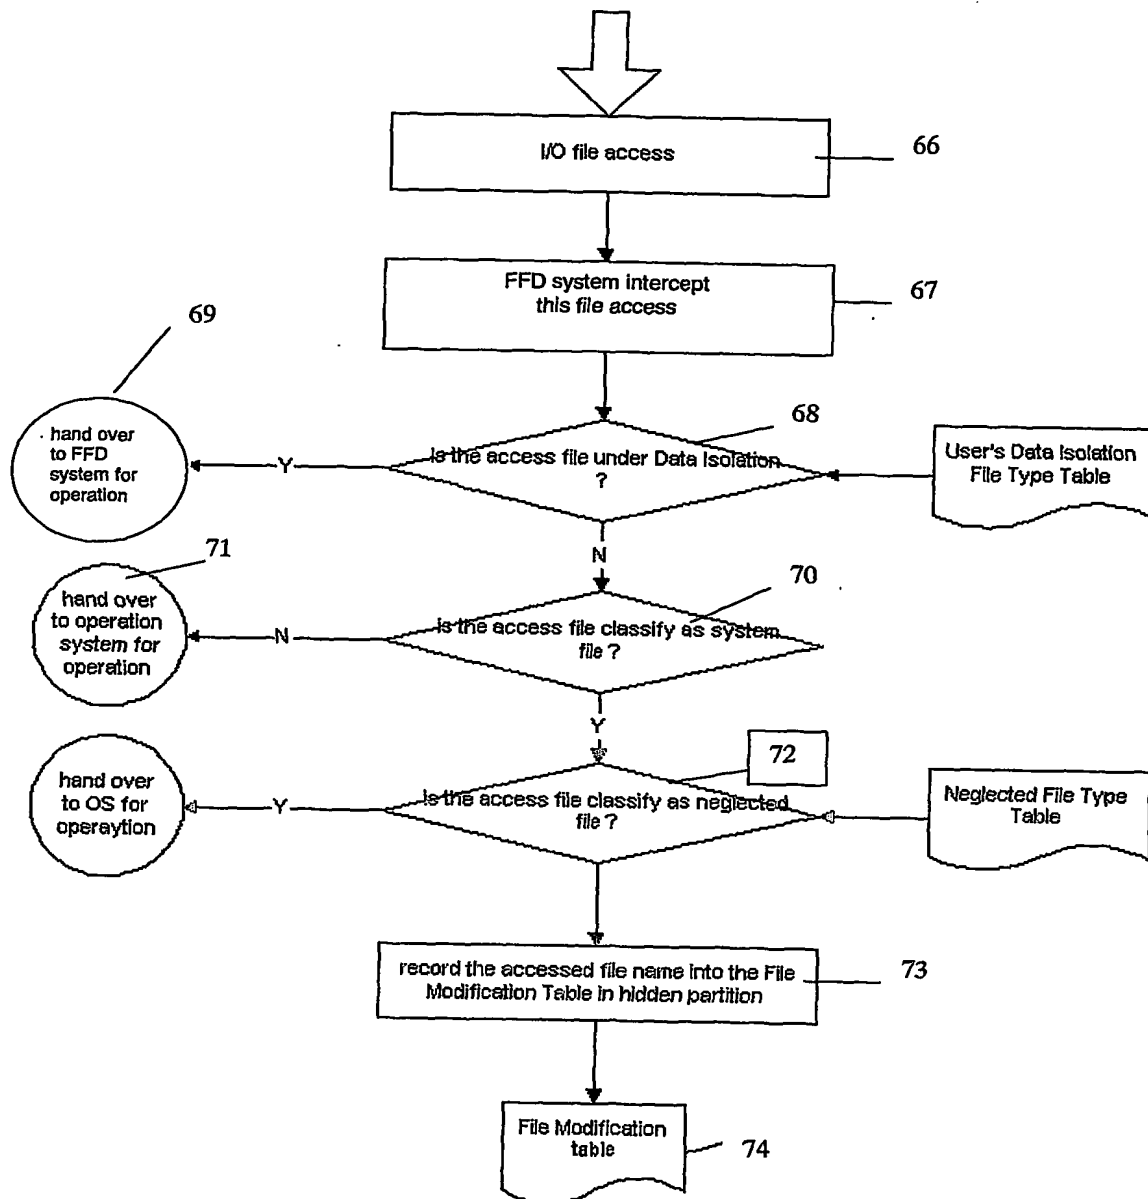 I/O file access
66
FFD system intercept
this file access
67
69
68
hand over
to FFD
system for
operation
Y
Is the access file under Data Isolation
?
User's Data Isolation
File Type Table
N
71
70
hand over
to operation
system for
operation
N
Is the access file classify as system
file ?
Y
72
hand over
to OS for
operaytion
Y
Is the access file classify as neglected
file ?
Neglected File Type
Table
record the accessed file name into the File
Modification Table in hidden partition
73
File Modification
table
74